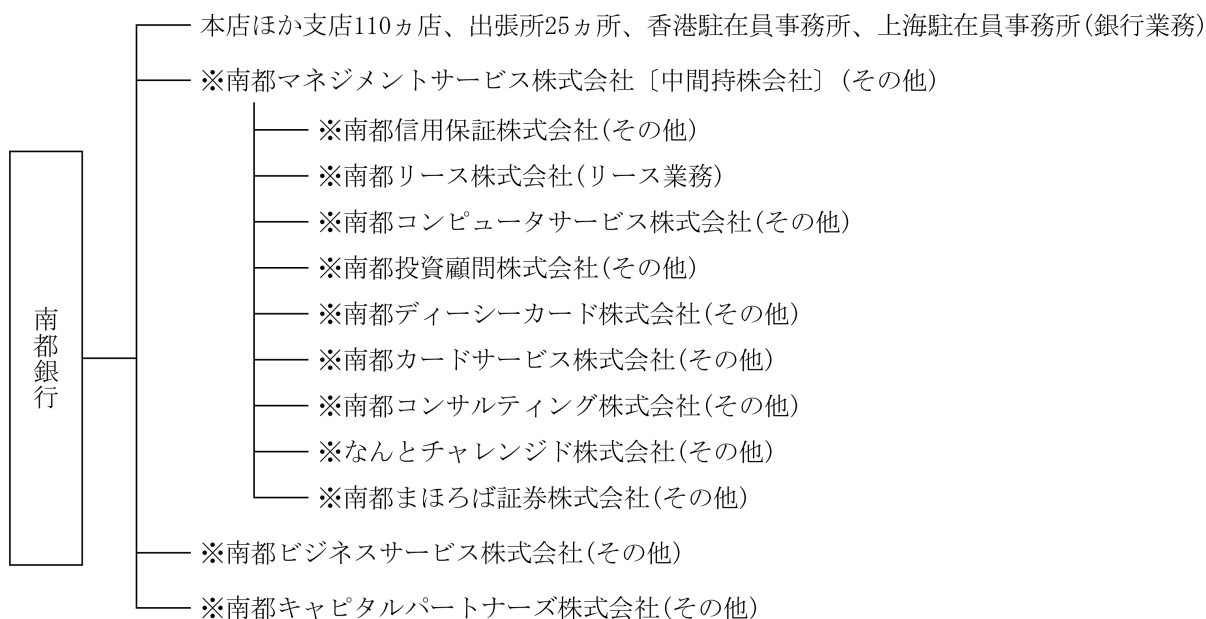 本店ほか支店110ヵ店、出張所25ヵ所、香港駐在員事務所、上海駐在員事務所(銀行業務)
※南都マネジメントサービス株式会社〔中間持株会社〕(その他)
※南都信用保証株式会社(その他)
※南都リース株式会社(リース業務)
※南都コンピュータサービス株式会社(その他)
※南都投資顧問株式会社(その他)
※南都ディーシーカード株式会社(その他)
南都銀行
※南都カードサービス株式会社(その他)
※南都コンサルティング株式会社(その他)
※なんとチャレンジド株式会社(その他)
※南都まほろば証券株式会社(その他)
※南都ビジネスサービス株式会社(その他)
※南都キャピタルパートナーズ株式会社(その他)